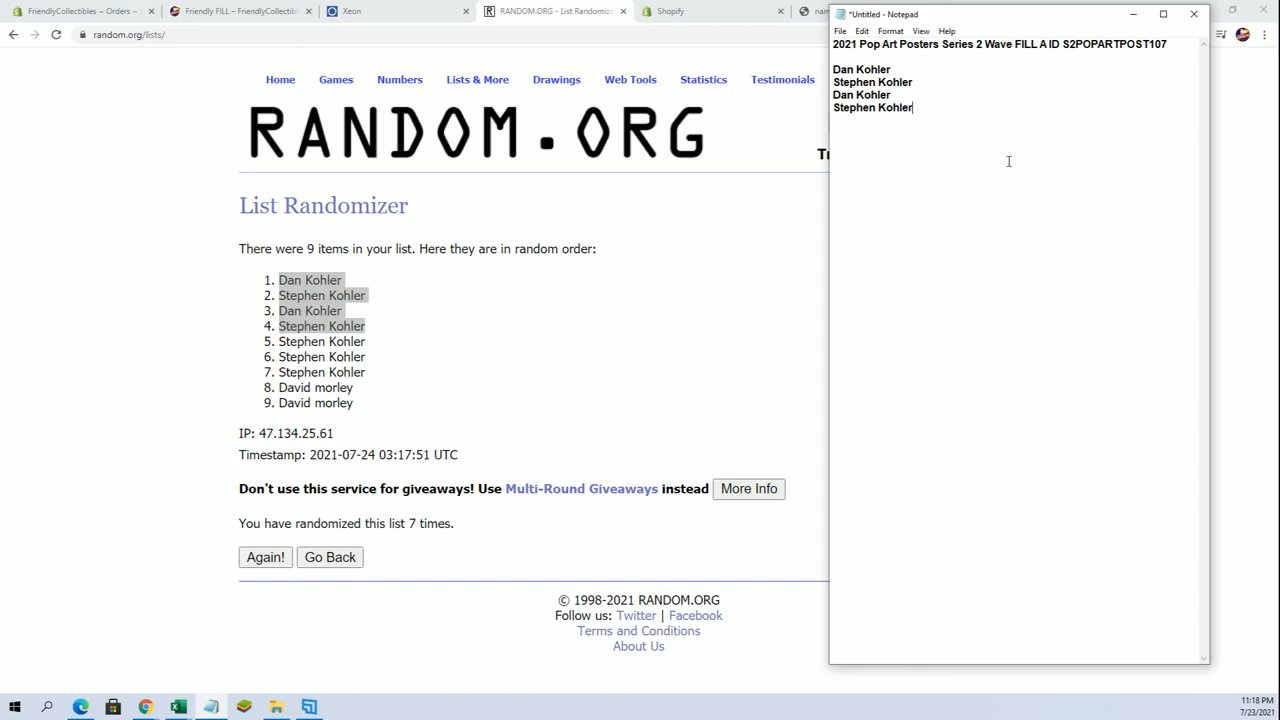 FriendlyCollectibles ~ Orders ~
Friendly FILL – FriendlyCollectib
Xeon
RANDOM.ORG - List Randomizer
Shopify
random.org/lists/
Home Games Numbers Lists & More Drawings Web Tools Statistics Testimonials
RANDOM.ORG
List Randomizer
There were 9 items in your list. Here they are in random order:
1. Dan Kohler
2. Stephen Kohler
3. Dan Kohler
4. Stephen Kohler
5. Stephen Kohler
6. Stephen Kohler
7. Stephen Kohler
8. David morley
9. David morley
IP: 47.134.25.61
Timestamp: 2021-07-24 03:17:51 UTC
Don't use this service for giveaways! Use Multi-Round Giveaways instead More Info
You have randomized this list 7 times.
Again! Go Back
© 1998-2021 RANDOM.ORG
Follow us: Twitter | Facebook
Terms and Conditions
About Us
*Untitled - Notepad
File Edit Format View Help
2021 Pop Art Posters Series 2 Wave FILL A ID S2POPARTPOST107
Dan Kohler
Stephen Kohler
Dan Kohler
Stephen Kohler
11:18 PM
7/23/2021